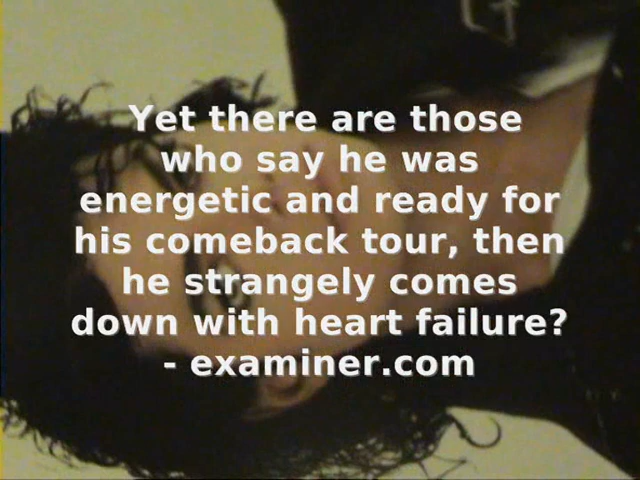 Yet there are those
who say he was
energetic and ready for
his comeback tour, then
he strangely comes
down with heart failure?
- examiner.com